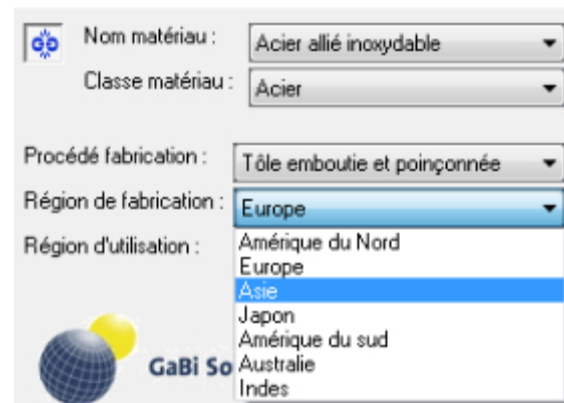 Nom matériau :
Acier allié inoxydable
Classe matériau :
Acier
Procédé fabrication :
Tôle emboutie et poinçonnée
Région de fabrication :
Europe
Région d'utilisation :
Amérique du Nord
Europe
Asie
Japon
Amérique du sud
Australie
Indes
GaBi So